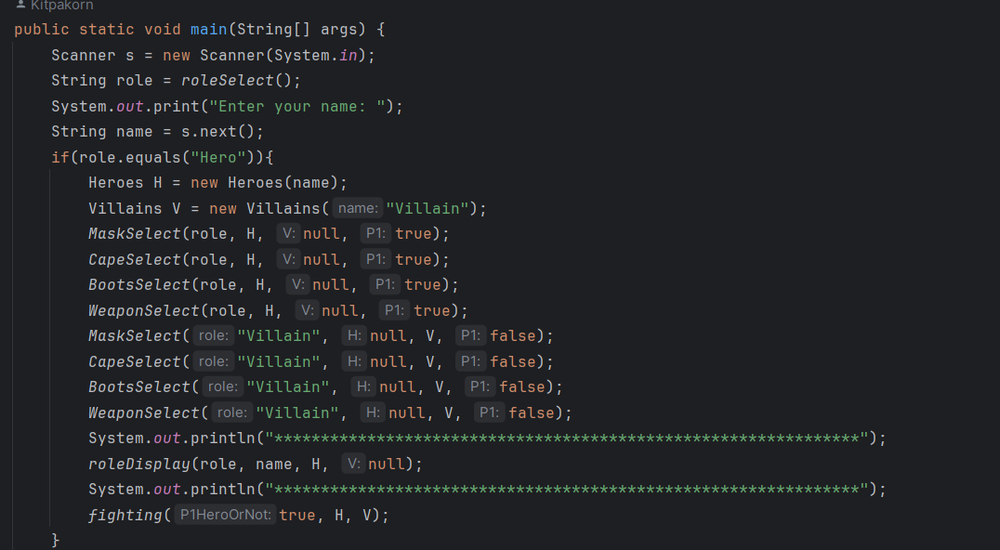 Kitpakorn
public static void main(String[] args) {
Scanner s = new Scanner(System.in);
String role = roleSelect();
System.out.print("Enter your name: ");
String name = s.next();
if(role.equals("Hero")){
Heroes H = new Heroes(name);
Villains V = new Villains( name: "Villain");
MaskSelect(role, H, V: null, P1: true);
CapeSelect(role, H, V: null, P1: true);
BootsSelect(role, H, V: null, P1: true);
WeaponSelect(role, H, V: null, P1: true);
MaskSelect( role: "Villain", H: null, V, P1: false);
CapeSelect( role: "Villain", H: null, V, P1: false);
BootsSelect( role: "Villain", H: null, V, P1: false);
WeaponSelect( role: "Villain", H: null, V, P1: false);
System.out.println("***************************************************************");
roleDisplay(role, name, H, V: null);
System.out.println("***************************************************************");
fighting( P1HeroOrNot: true, H, V);
}